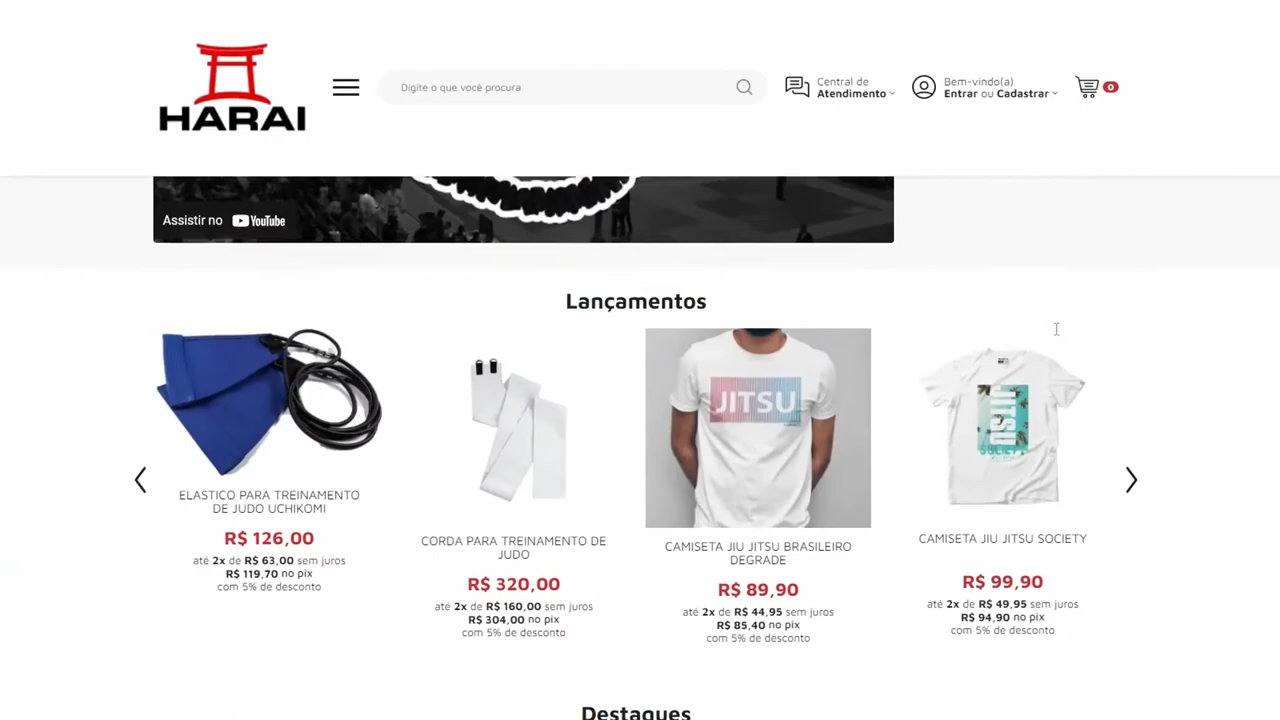 HARAI
Digite o que você procura
Central de
Atendimento
Bem-vindo(a)
Entrar ou Cadastrar
0
Assistir no YouTube
Lançamentos
JITSU
JITSU
SOCIETY
ELASTICO PARA TREINAMENTO
DE JUDO UCHIKOMI
R$ 126,00
até 2x de R$ 63,00 sem juros
R$ 119,70 no pix
com 5% de desconto
CORDA PARA TREINAMENTO DE
JUDO
R$ 320,00
até 2x de R$ 160,00 sem juros
R$ 304,00 no pix
com 5% de desconto
CAMISETA JIU JITSU BRASILEIRO
DEGRADE
R$ 89,90
até 2x de R$ 44,95 sem juros
R$ 85,40 no pix
com 5% de desconto
CAMISETA JIU JITSU SOCIETY
R$ 99,90
até 2x de R$ 49,95 sem juros
R$ 94,90 no pix
com 5% de desconto
Destaques